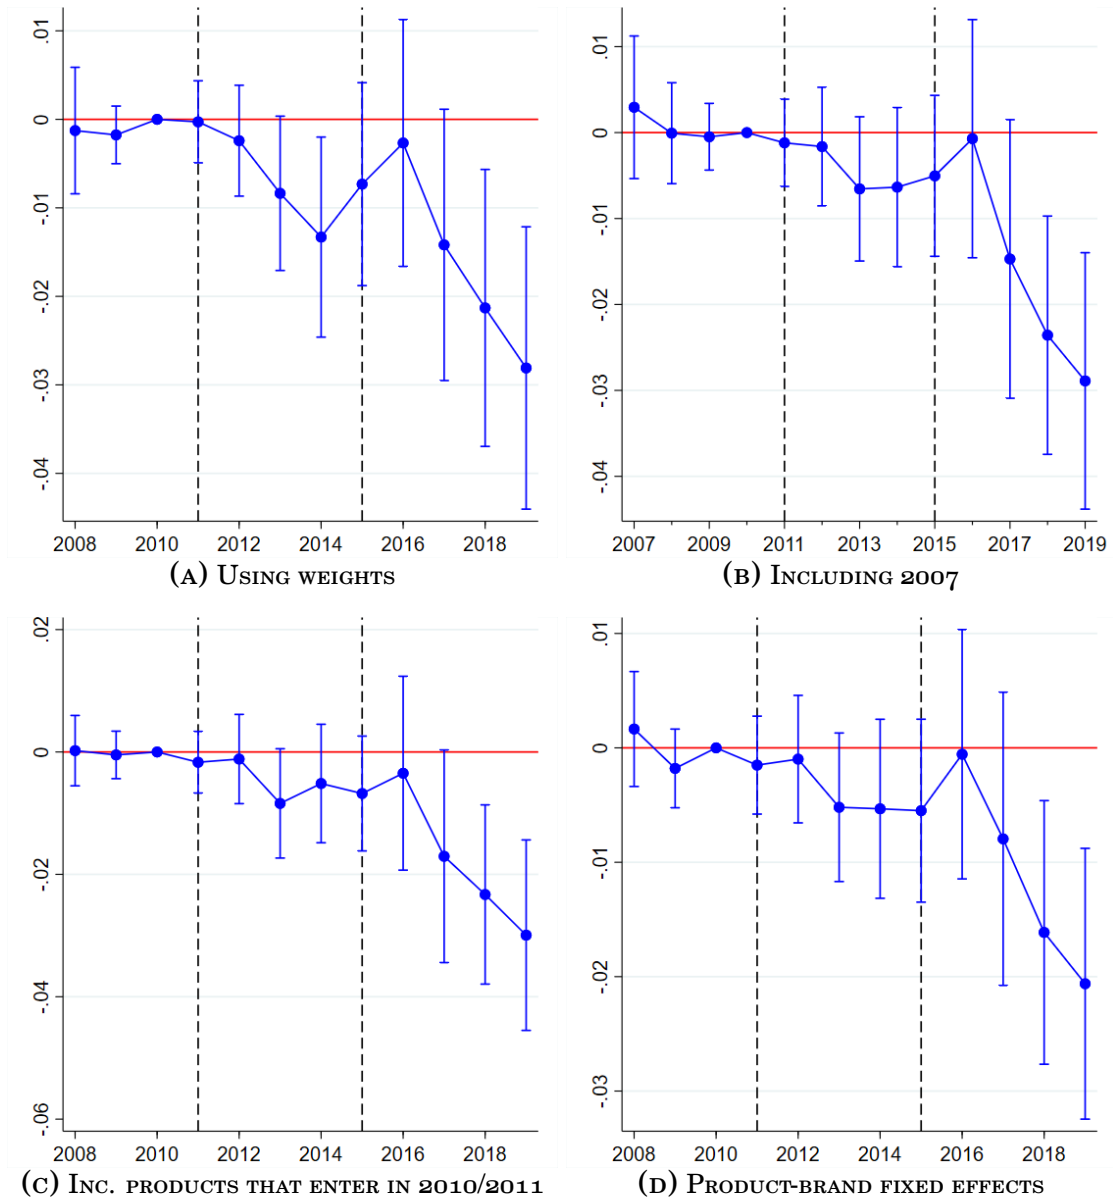 .01
0
-.01
-.02
-.03
-.04
2008 2010 2012 2014 2016 2018
(A) Using weights
.01
0
-.01
-.02
-.03
-.04
2007 2009 2011 2013 2015 2017 2019
(B) Including 2007
.02
0
-.02
-.04
-.06
2008 2010 2012 2014 2016 2018
(C) Inc. products that enter in 2010/2011
.01
0
-.01
-.02
-.03
2008 2010 2012 2014 2016 2018
(D) Product-brand fixed effects